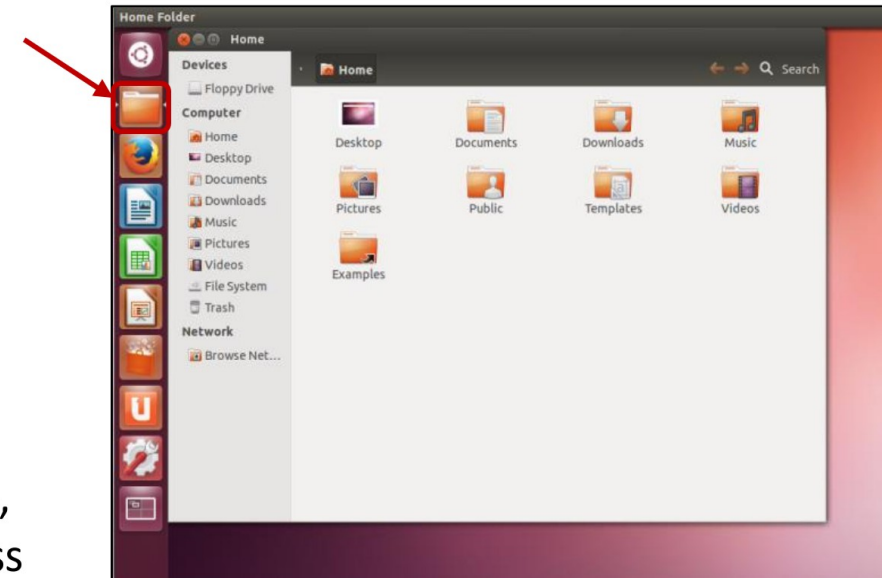 Home Folder
Home
Devices
Floppy Drive
Computer
Home
Desktop
Documents
Downloads
Music
Pictures
Videos
File System
Trash
Network
Browse Net...
Home
Search
Desktop Documents Downloads Music
Pictures Public Templates Videos
Examples
,
ss